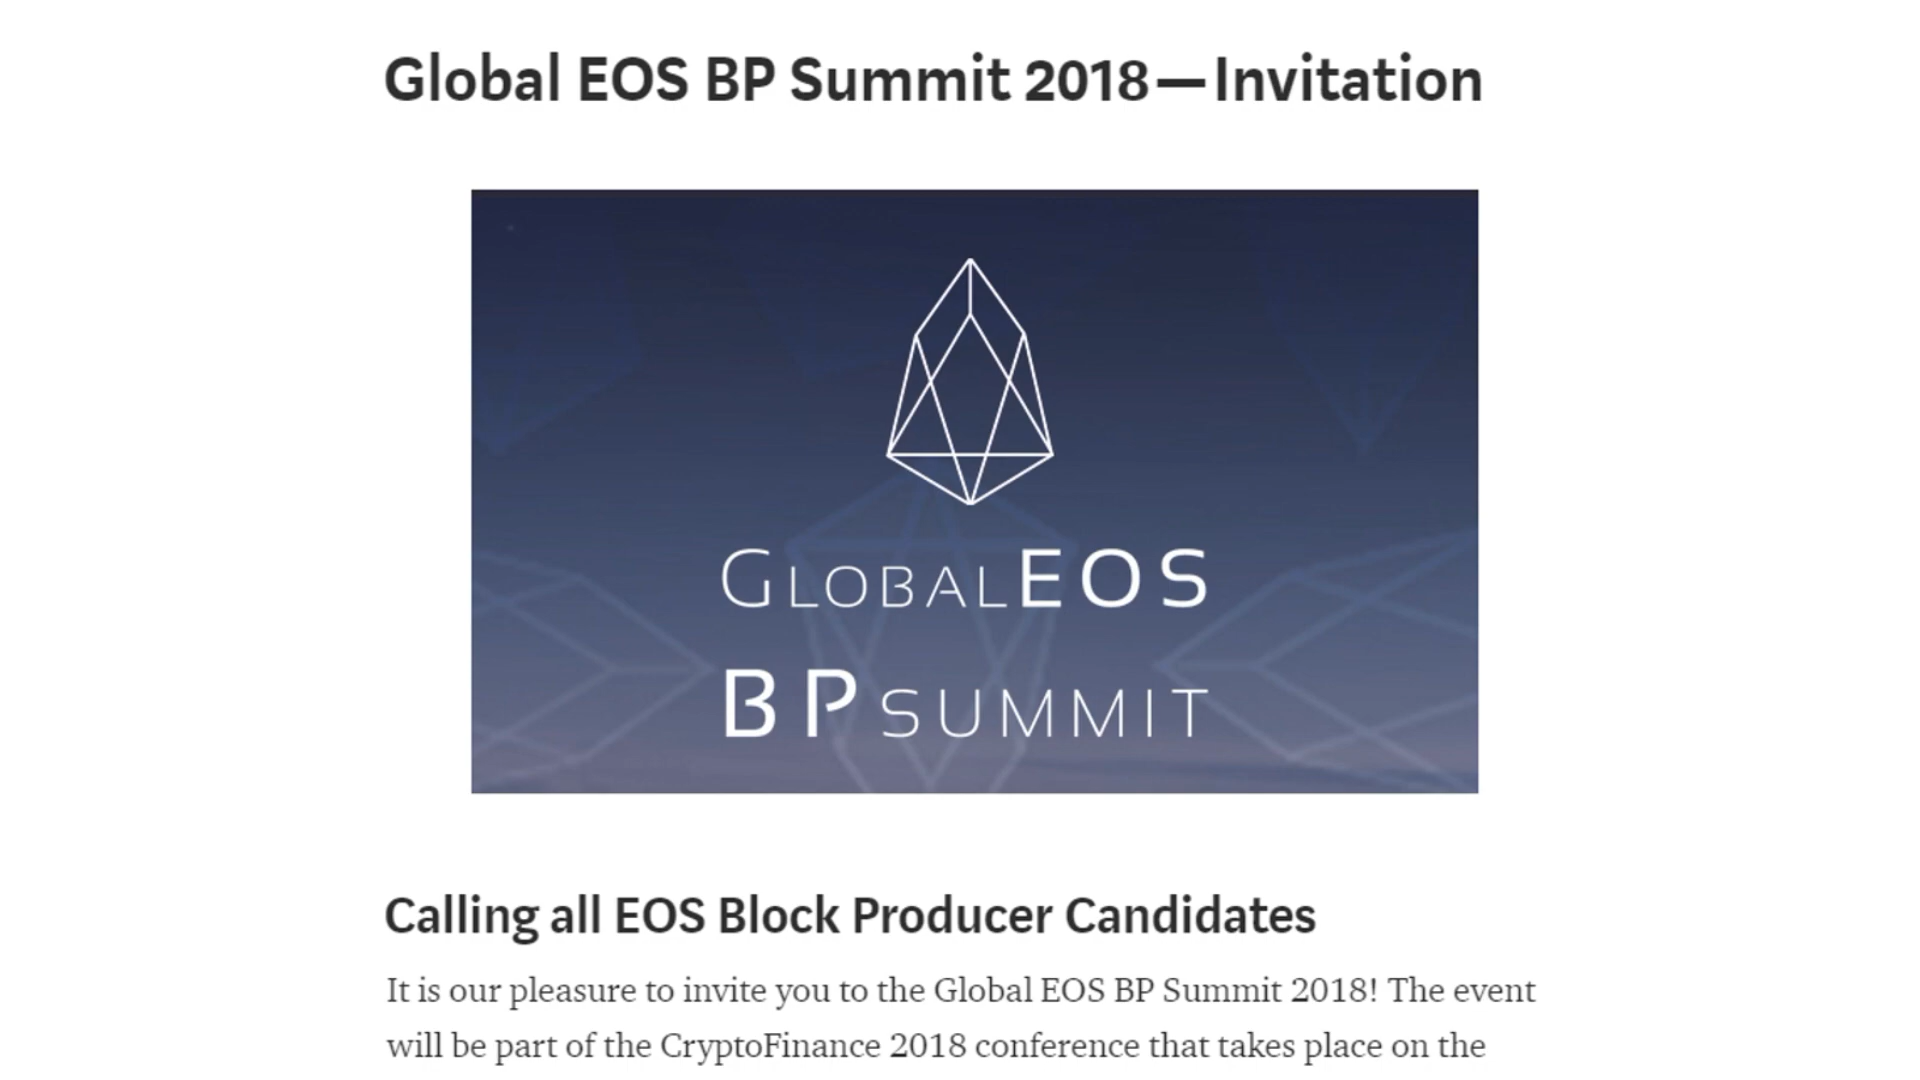 Global EOS BP Summit 2018—Invitation
GLOBALEOS
BP SUMMIT
Calling all EOS Block Producer Candidates
It is our pleasure to invite you to the Global EOS BP Summit 2018! The event
will be part of the CryptoFinance 2018 conference that takes place on the